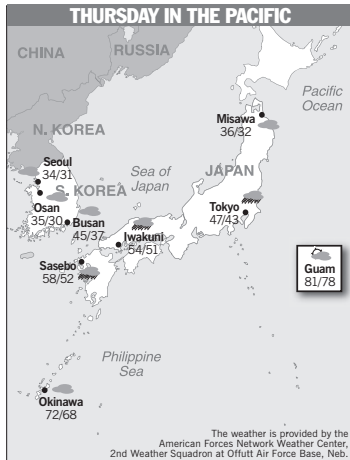 THURSDAY IN THE PACIFIC
CHINA
RUSSIA
Pacific
Ocean
Misawa
36/32
N. KOREA
Seoul
34/31
Sea of
Japan
JAPAN
S. KOREA
Osan
35/30
Busan
45/37
Tokyo
47/43
Iwakuni
54/51
Sasebo
58/52
Guam
81/78
Philippine
Sea
Okinawa
72/68
The weather is provided by the
American Forces Network Weather Center,
2nd Weather Squadron at Offutt Air Force Base, Neb.